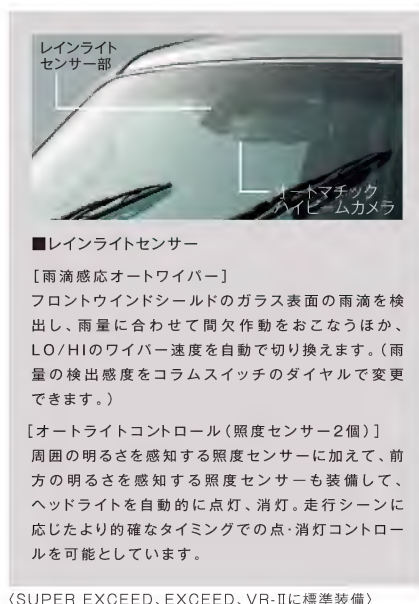 レインライト
センサー部
オートマチック
ハイビームカメラ
■レインライトセンサー
[雨滴感応オートワイパー]
フロントウインドシールドのガラス表面の雨滴を検
出し、雨量に合わせて間欠作動をおこなうほか、
LO/HIのワイパー速度を自動で切り換えます。(雨
量の検出感度をコラムスイッチのダイヤルで変更
できます。)
[オートライトコントロール(照度センサー2個)]
周囲の明るさを感知する照度センサーに加えて、前
方の明るさを感知する照度センサーも装備して、
ヘッドライトを自動的に点灯、消灯。走行シーンに
応じたより的確なタイミングでの点・消灯コントロー
ルを可能としています。
〈SUPER EXCEED、EXCEED、VR-Ⅱに標準装備〉